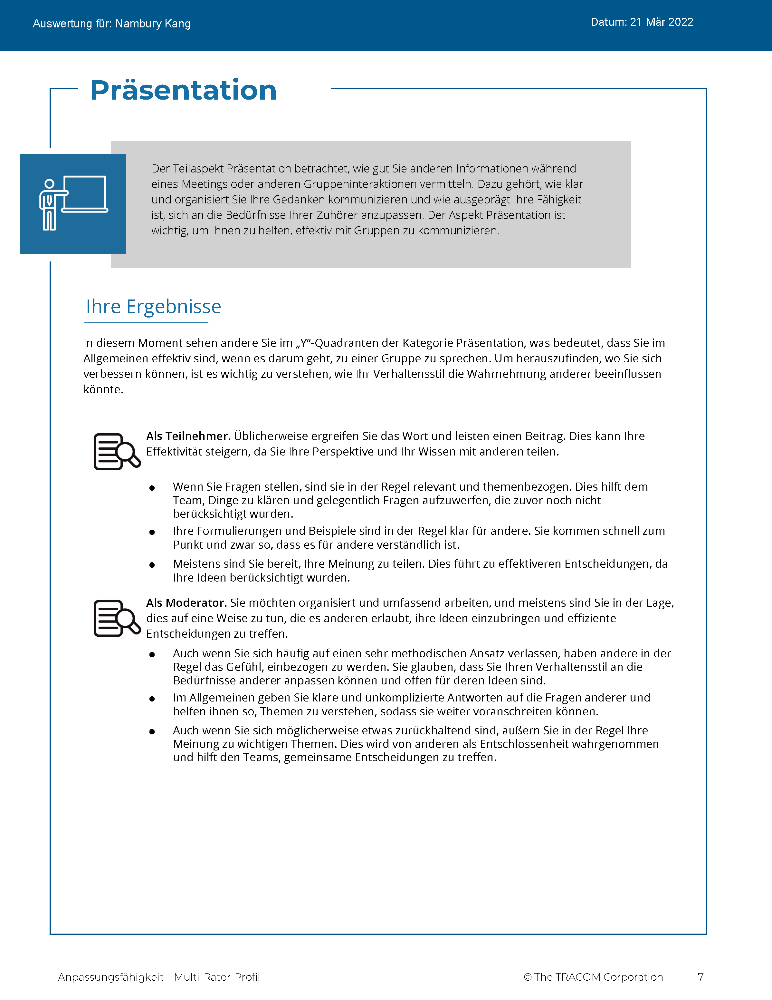 Auswertung für: Nambury Kang
Datum: 21 Mär 2022
Präsentation
Der Teilaspekt Präsentation betrachtet, wie gut Sie anderen Informationen während
eines Meetings oder anderen Gruppeninteraktionen vermitteln. Dazu gehört, wie klar
und organisiert Sie Ihre Gedanken kommunizieren und wie ausgeprägt Ihre Fähigkeit
ist, sich an die Bedürfnisse Ihrer Zuhörer anzupassen. Der Aspekt Präsentation ist
wichtig, um Ihnen zu helfen, effektiv mit Gruppen zu kommunizieren.
Ihre Ergebnisse
In diesem Moment sehen andere Sie im „Y“-Quadranten der Kategorie Präsentation, was bedeutet, dass Sie im
Allgemeinen effektiv sind, wenn es darum geht, zu einer Gruppe zu sprechen. Um herauszufinden, wo Sie sich
verbessern können, ist es wichtig zu verstehen, wie Ihr Verhaltensstil die Wahrnehmung anderer beeinflussen
könnte.
Als Teilnehmer. Üblicherweise ergreifen Sie das Wort und leisten einen Beitrag. Dies kann Ihre
Effektivität steigern, da Sie Ihre Perspektive und Ihr Wissen mit anderen teilen.
● Wenn Sie Fragen stellen, sind sie in der Regel relevant und themenbezogen. Dies hilft dem
Team, Dinge zu klären und gelegentlich Fragen aufzuwerfen, die zuvor noch nicht
berücksichtigt wurden.
● Ihre Formulierungen und Beispiele sind in der Regel klar für andere. Sie kommen schnell zum
Punkt und zwar so, dass es für andere verständlich ist.
● Meistens sind Sie bereit, Ihre Meinung zu teilen. Dies führt zu effektiveren Entscheidungen, da
Ihre Ideen berücksichtigt wurden.
Als Moderator. Sie möchten organisiert und umfassend arbeiten, und meistens sind Sie in der Lage,
dies auf eine Weise zu tun, die es anderen erlaubt, ihre Ideen einzubringen und effiziente
Entscheidungen zu treffen.
● Auch wenn Sie sich häufig auf einen sehr methodischen Ansatz verlassen, haben andere in der
Regel das Gefühl, einbezogen zu werden. Sie glauben, dass Sie Ihren Verhaltensstil an die
Bedürfnisse anderer anpassen können und offen für deren Ideen sind.
● Im Allgemeinen geben Sie klare und unkomplizierte Antworten auf die Fragen anderer und
helfen ihnen so, Themen zu verstehen, sodass sie weiter voranschreiten können.
● Auch wenn Sie sich möglicherweise etwas zurückhaltend sind, äußern Sie in der Regel Ihre
Meinung zu wichtigen Themen. Dies wird von anderen als Entschlossenheit wahrgenommen
und hilft den Teams, gemeinsame Entscheidungen zu treffen.
Anpassungsfähigkeit – Multi-Rater-Profil
© The TRACOM Corporation
7